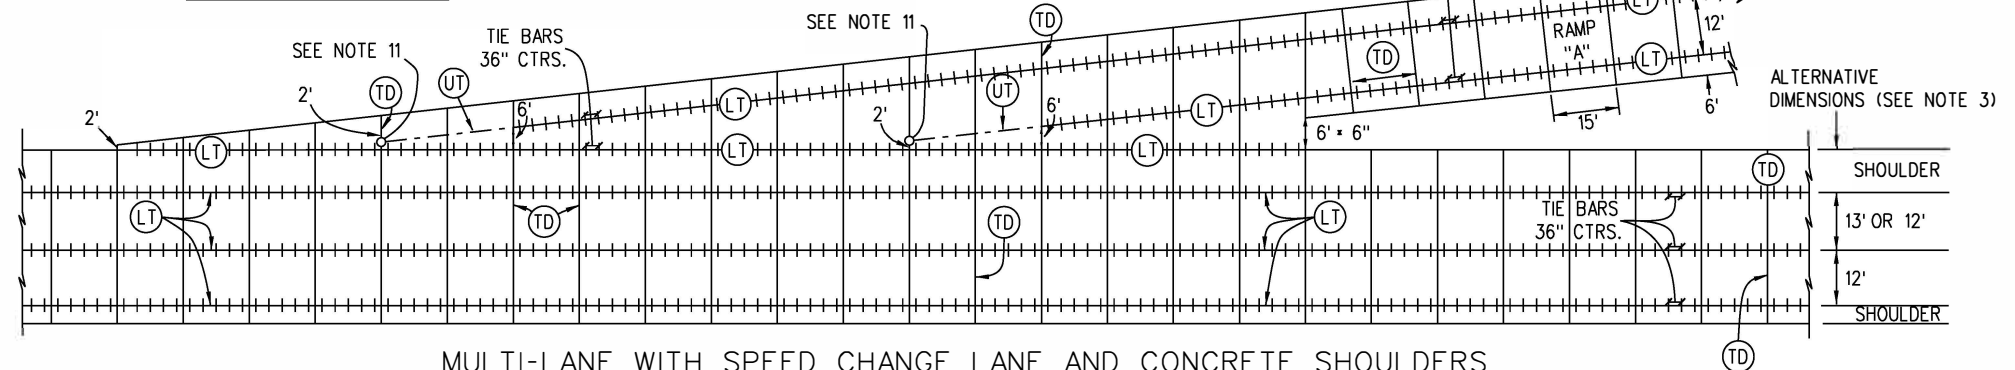 SEE NOTE 11
TD
LT
12'
RAMP
"A"
TIE BARS
36" CTRS.
SEE NOTE 11
TD
LT
ALTERNATIVE
DIMENSIONS (SEE NOTE 3)
UT
TD
2'
UT
LT
6'
15'
6'
2'
6'
2'
6'
LT
6' × 6"
LT
LT
LT
TD
SHOULDER
LT
TD
TD
LT
TIE BARS
36" CTRS.
13' OR 12'
12'
SHOULDER
TD
MULTI-LANE WITH SPEED CHANGE LANE AND CONCRETE SHOULDERS